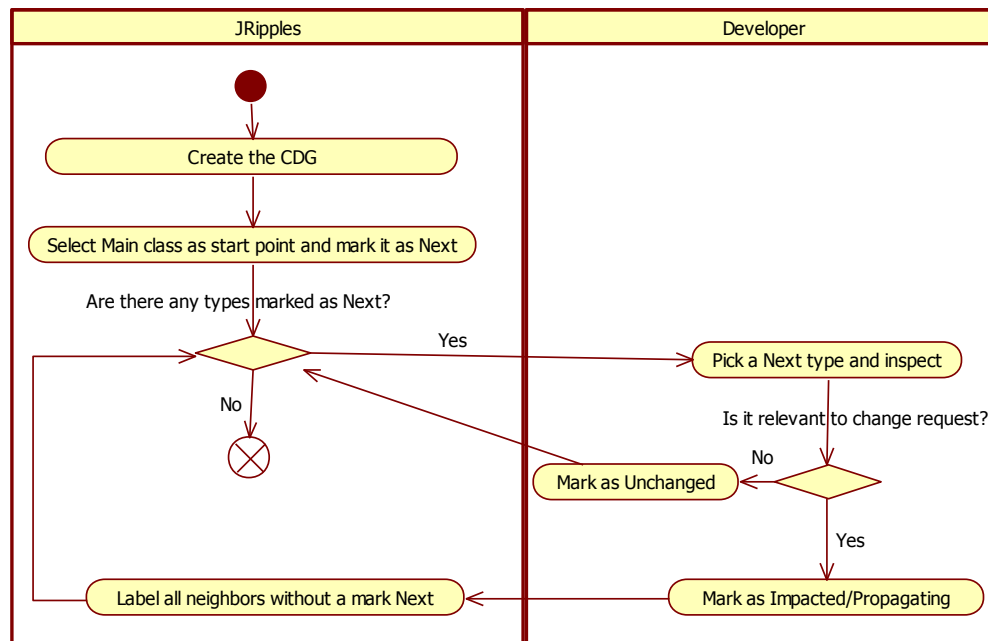 JRipples
Developer
Create the CDG
Select Main class as start point and mark it as Next
Are there any types marked as Next?
Yes
Pick a Next type and inspect
No
Is it relevant to change request?
No
Mark as Unchanged
Yes
Label all neighbors without a mark Next
Mark as Impacted/Propagating